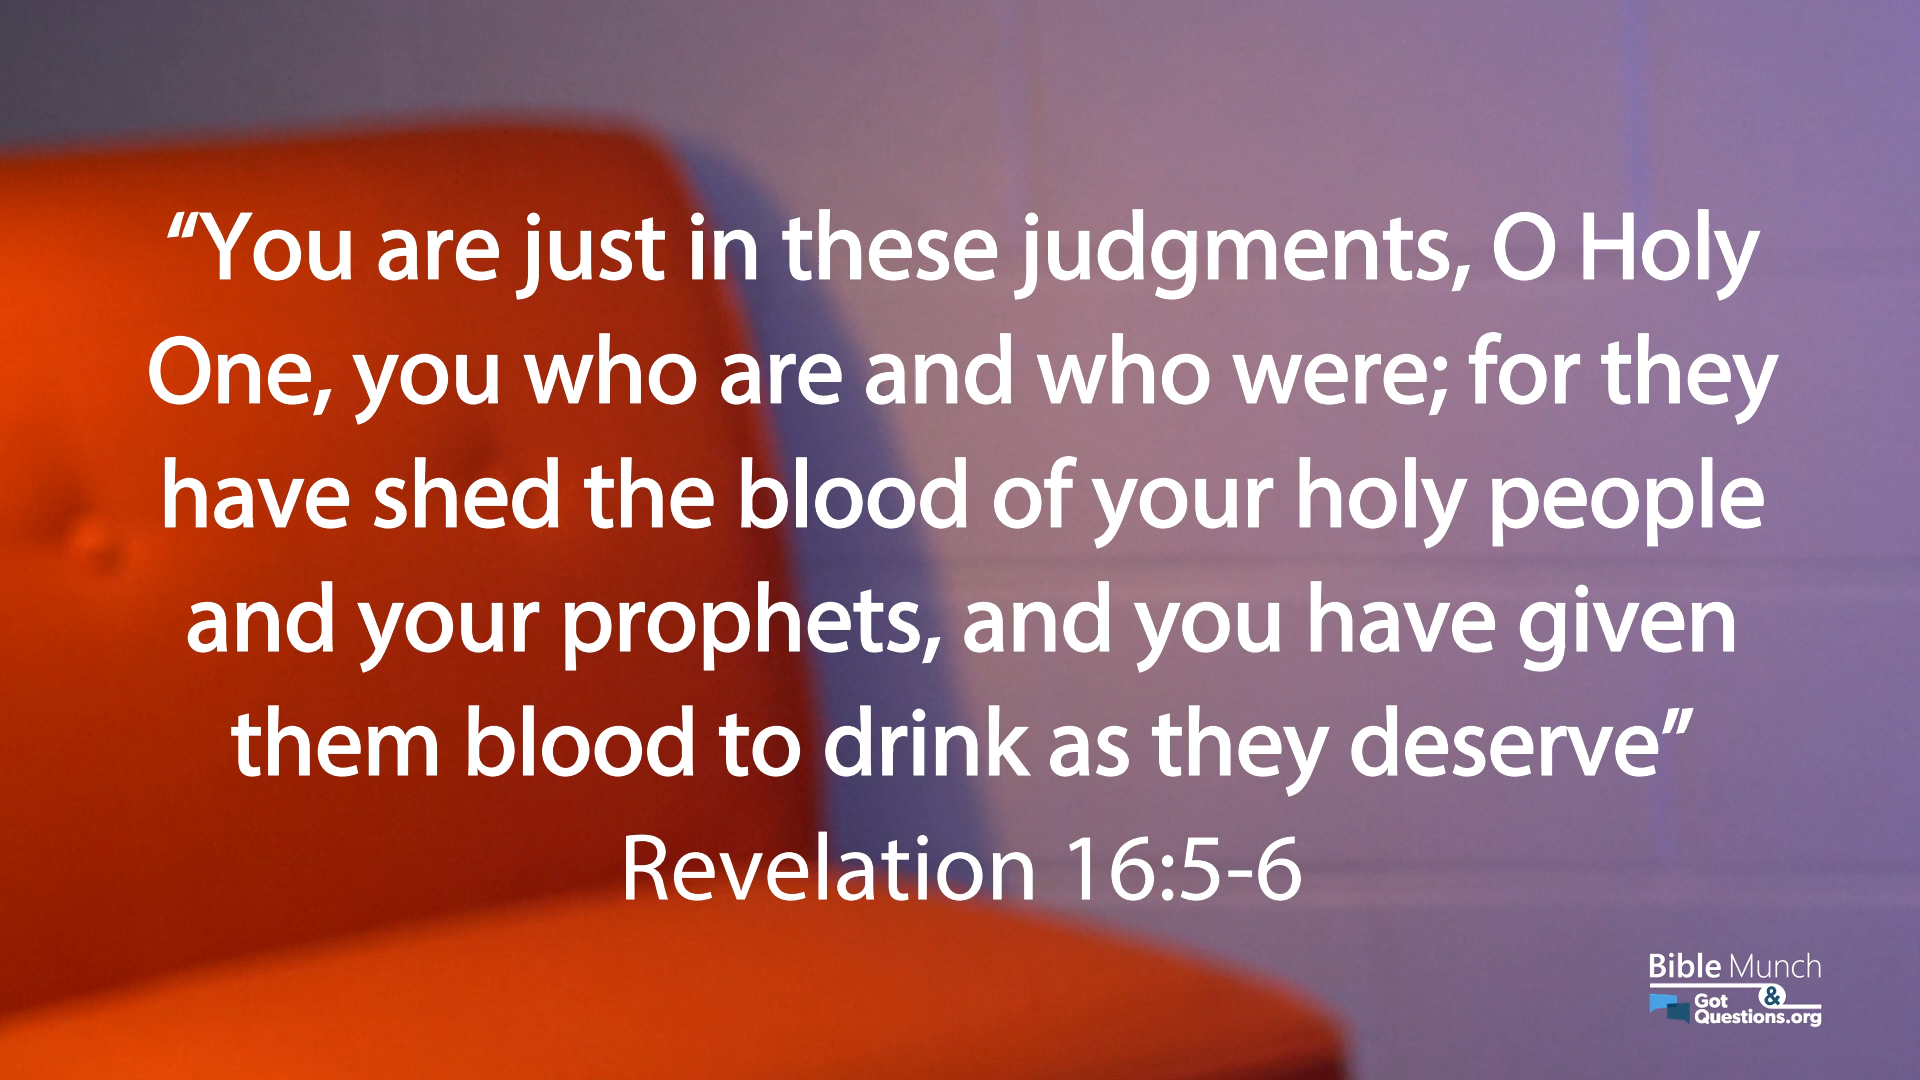 “You are just in these judgments, O Holy
One, you who are and who were; for they
have shed the blood of your holy people
and your prophets, and you have given
them blood to drink as they deserve”
Revelation 16:5-6
Bible Munch
&
Got
Questions.org